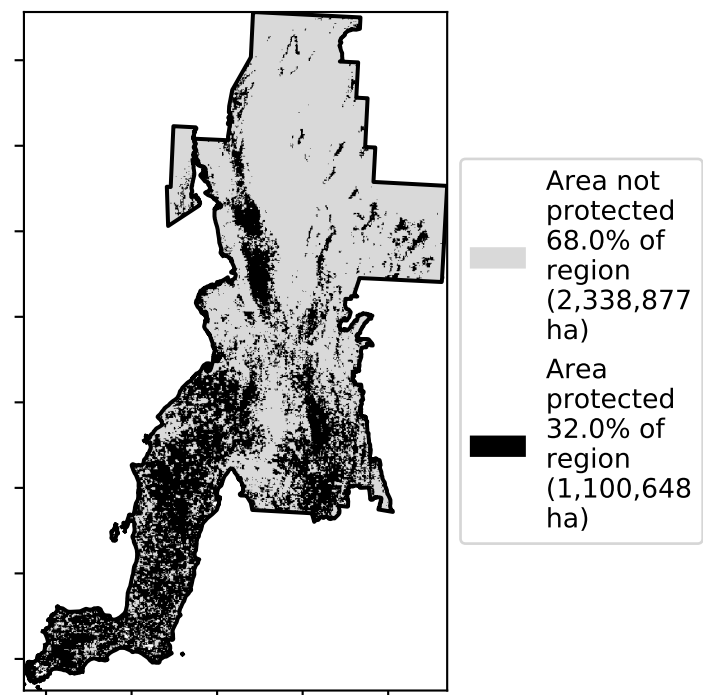 Area not
protected
68.0% of
region
(2,338,877
ha)
Area
protected
32.0% of
region
(1,100,648
ha)